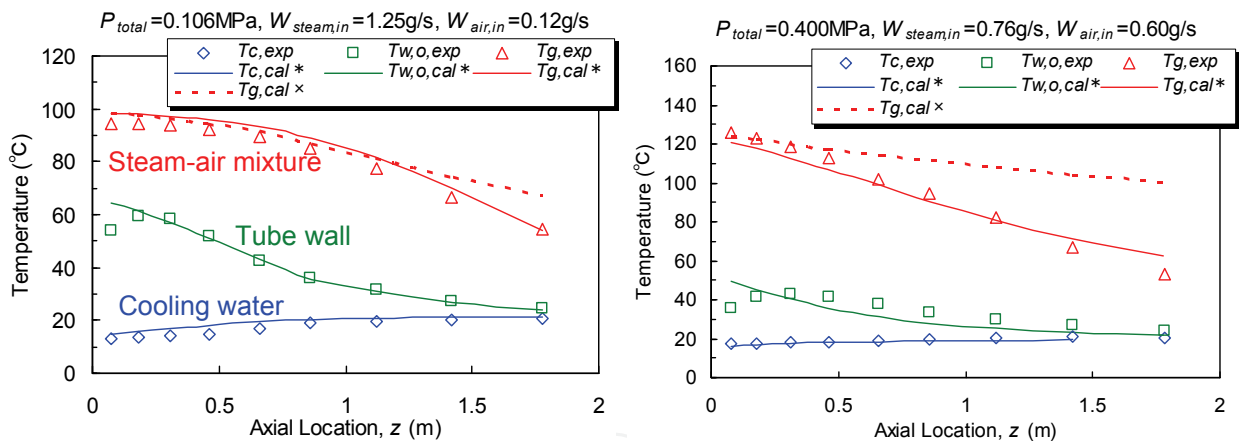 P_total=0.106MPa, W_steam,in=1.25g/s, W_air,in=0.12g/s
Tc,exp Tw,o,exp Tg,exp
Tc,cal * Tw,o,cal* Tg,cal*
Tg,cal ×
120
100
80
60
40
20
0
Temperature (°C)
Steam-air mixture
Tube wall
Cooling water
0 0.5 1 1.5 2
Axial Location, z (m)
P_total=0.400MPa, W_steam,in=0.76g/s, W_air,in=0.60g/s
Tc,exp Tw,o,exp Tg,exp
Tc,cal * Tw,o,cal* Tg,cal*
Tg,cal ×
160
140
120
100
80
60
40
20
0
Temperature (°C)
0 0.5 1 1.5 2
Axial Location, z (m)